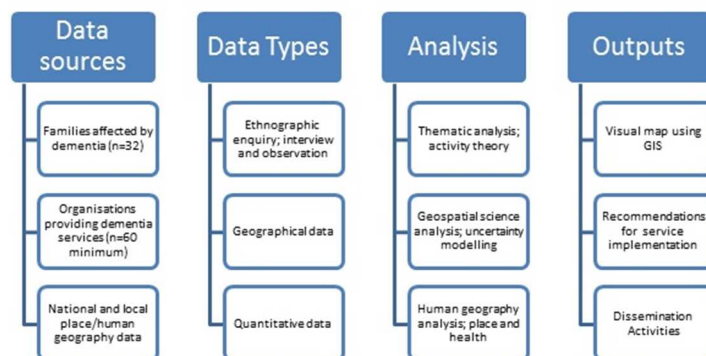 Data
sources
Families affected by
dementia (n=32)
Organisations
providing dementia
services (n=60
minimum)
National and local
place/human
geography data
Data Types
Ethnographic
enquiry; interview
and observation
Geographical data
Quantitative data
Analysis
Thematic analysis;
activity theory
Geospatial science
analysis; uncertainty
modelling
Human geography
analysis; place and
health
Outputs
Visual map using
GIS
Recommendations
for service
implementation
Dissemination
Activities